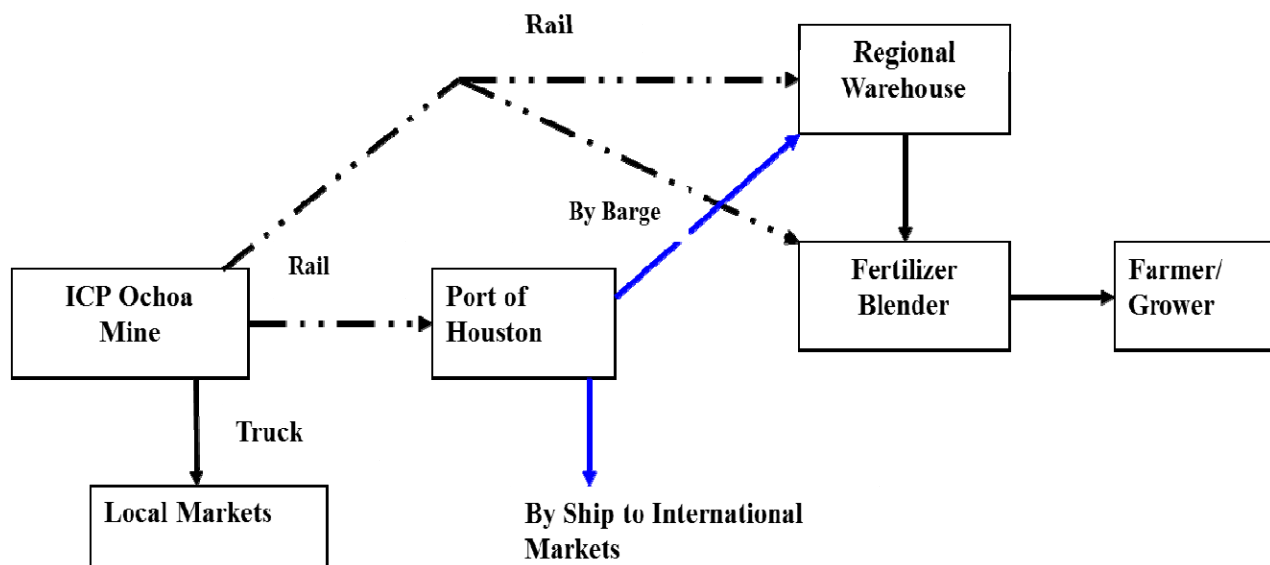 Rail
Regional
Warehouse
By Barge
Rail
ICP Ochoa
Mine
Port of
Houston
Fertilizer
Blender
Farmer/
Grower
Truck
Local Markets
By Ship to International
Markets